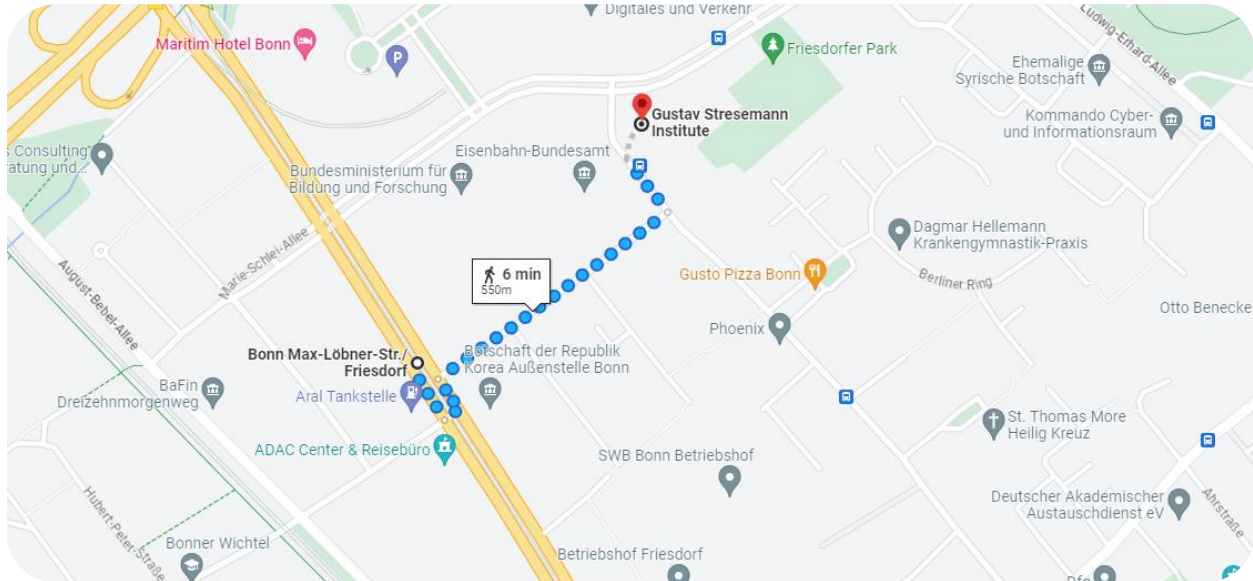 Digitales und Verkehr
Maritim Hotel Bonn
P
Friesdorfer Park
Ludwig-Erhard-Allee
Ehemalige
Syrische Botschaft
Gustav Stresemann
Institute
Kommando Cyber-
und Informationsraum
s Consulting
ratung und...
Eisenbahn-Bundesamt
Bundesministerium für
Bildung und Forschung
Marie-Schlei-Allee
August-Bebel-Allee
Dagmar Hellemann
Krankengymnastik-Praxis
6 min
550m
Gusto Pizza Bonn
Berliner Ring
Otto Benecke
Phoenix
Bonn Max-Löbner-Str./
Friesdorf
Botschaft der Republik
Korea Außenstelle Bonn
BaFin
Dreizehnmorgenweg
Aral Tankstelle
St. Thomas More
Heilig Kreuz
ADAC Center & Reisebüro
SWB Bonn Betriebshof
Deutscher Akademischer
Austauschdienst eV
Ahrstraße
Hubert-Peter-Straße
Bonner Wichtel
Betriebshof Friesdorf